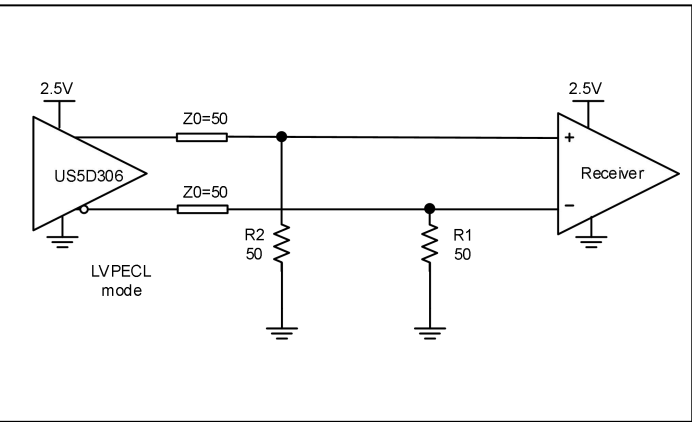 2.5V
2.5V
Z0=50
+
US5D306
Receiver
Z0=50
−
R2
50
R1
50
LVPECL
mode